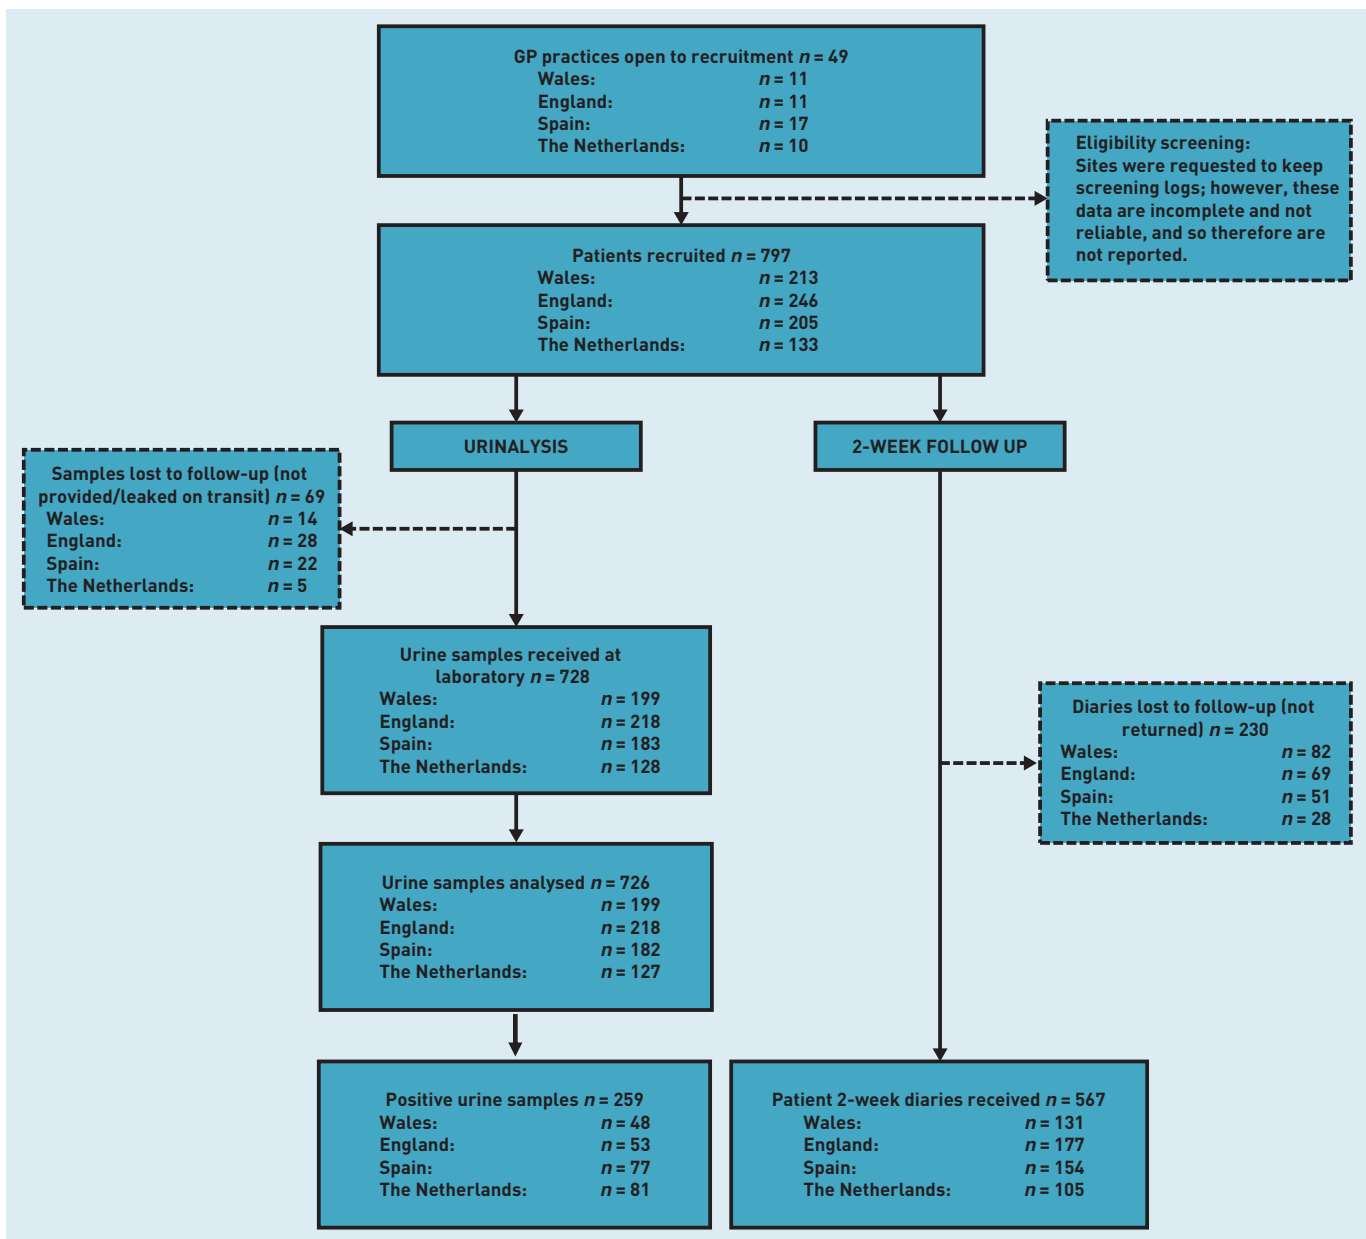 GP practices open to recruitment n = 49
Wales: n = 11
England: n = 11
Spain: n = 17
The Netherlands: n = 10
Eligibility screening:
Sites were requested to keep
screening logs; however, these
data are incomplete and not
reliable, and so therefore are
not reported.
Patients recruited n = 797
Wales: n = 213
England: n = 246
Spain: n = 205
The Netherlands: n = 133
URINALYSIS
2-WEEK FOLLOW UP
Samples lost to follow-up (not
provided/leaked on transit) n = 69
Wales: n = 14
England: n = 28
Spain: n = 22
The Netherlands: n = 5
Urine samples received at
laboratory n = 728
Wales: n = 199
England: n = 218
Spain: n = 183
The Netherlands: n = 128
Diaries lost to follow-up (not
returned) n = 230
Wales: n = 82
England: n = 69
Spain: n = 51
The Netherlands: n = 28
Urine samples analysed n = 726
Wales: n = 199
England: n = 218
Spain: n = 182
The Netherlands: n = 127
Positive urine samples n = 259
Wales: n = 48
England: n = 53
Spain: n = 77
The Netherlands: n = 81
Patient 2-week diaries received n = 567
Wales: n = 131
England: n = 177
Spain: n = 154
The Netherlands: n = 105